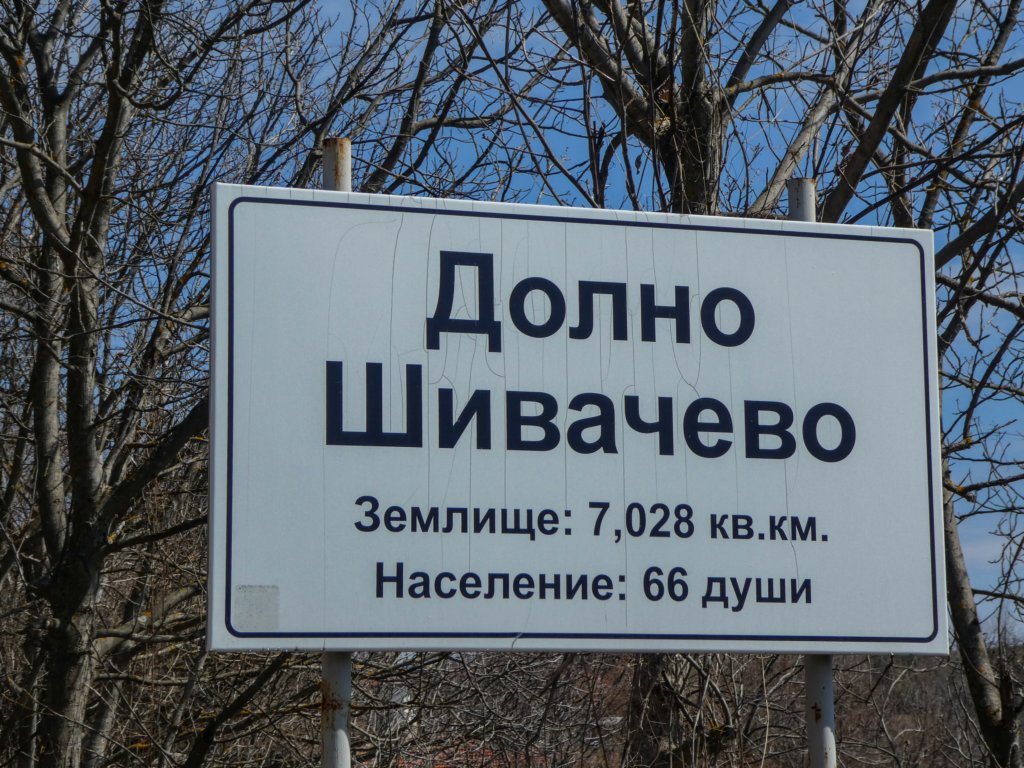 Долно
Шивачево
Землище: 7,028 кв.км.
Население: 66 души